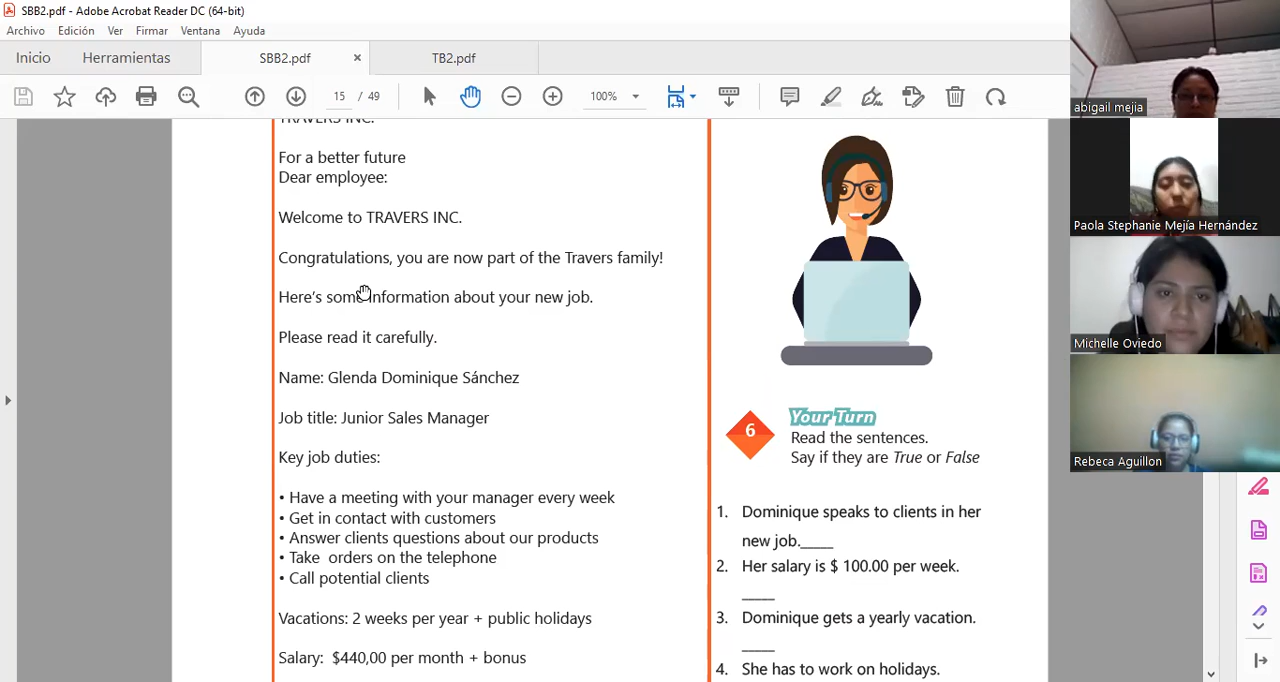 SBB2.pdf - Adobe Acrobat Reader DC (64-bit)
Archivo Edición Ver Firmar Ventana Ayuda
Inicio Herramientas SBB2.pdf × TB2.pdf
15 / 49 100%
TRAVERS INC.
For a better future
Dear employee:
Welcome to TRAVERS INC.
Congratulations, you are now part of the Travers family!
Here's some information about your new job.
Please read it carefully.
Name: Glenda Dominique Sánchez
Job title: Junior Sales Manager
Key job duties:
• Have a meeting with your manager every week
• Get in contact with customers
• Answer clients questions about our products
• Take orders on the telephone
• Call potential clients
Vacations: 2 weeks per year + public holidays
Salary: $440,00 per month + bonus
6
Your Turn
Read the sentences.
Say if they are True or False
1. Dominique speaks to clients in her
new job.____
2. Her salary is $ 100.00 per week.
____
3. Dominique gets a yearly vacation.
____
4. She has to work on holidays.
abigail mejia
Paola Stephanie Mejía Hernández
Michelle Oviedo
Rebeca Aguillon